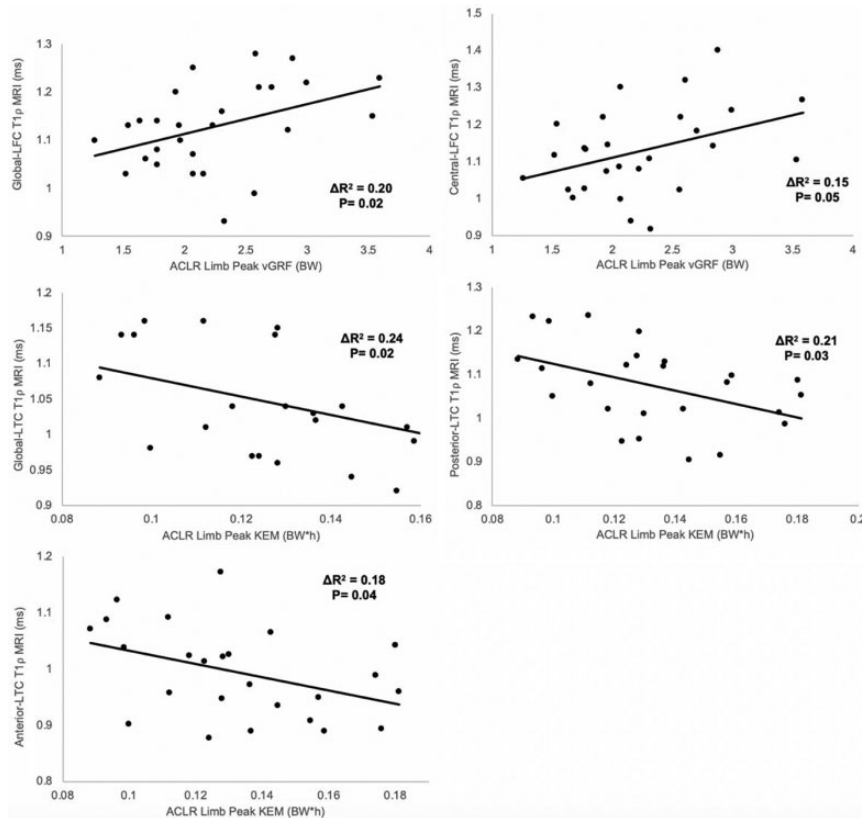 1.3
1.2
1.1
1
0.9
Global-LFC T1ρ MRI (ms)
ΔR² = 0.20
P= 0.02
1 1.5 2 2.5 3 3.5 4
ACLR Limb Peak vGRF (BW)
1.5
1.4
1.3
1.2
1.1
1
0.9
Central-LFC T1ρ MRI (ms)
ΔR² = 0.15
P= 0.05
1 1.5 2 2.5 3 3.5 4
ACLR Limb Peak vGRF (BW)
1.2
1.15
1.1
1.05
1
0.95
0.9
Global-LTC T1ρ MRI (ms)
ΔR² = 0.24
P= 0.02
0.08 0.1 0.12 0.14 0.16
ACLR Limb Peak KEM (BW*h)
1.3
1.2
1.1
1
0.9
0.8
Posterior-LTC T1ρ MRI (ms)
ΔR² = 0.21
P= 0.03
0.08 0.1 0.12 0.14 0.16 0.18 0.2
ACLR Limb Peak KEM (BW*h)
1.2
1.1
1
0.9
0.8
Anterior-LTC T1ρ MRI (ms)
ΔR² = 0.18
P= 0.04
0.08 0.1 0.12 0.14 0.16 0.18
ACLR Limb Peak KEM (BW*h)